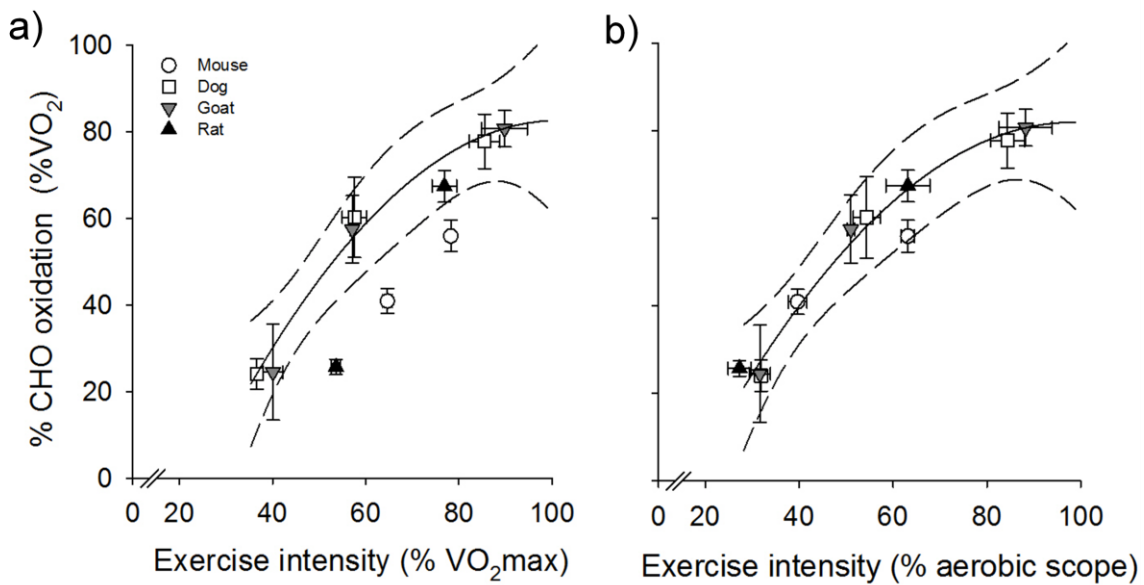 a)
100
80
60
40
20
0
% CHO oxidation (%VO₂)
Mouse
Dog
Goat
Rat
0 20 40 60 80 100
Exercise intensity (% VO₂max)
b)
0 20 40 60 80 100
Exercise intensity (% aerobic scope)